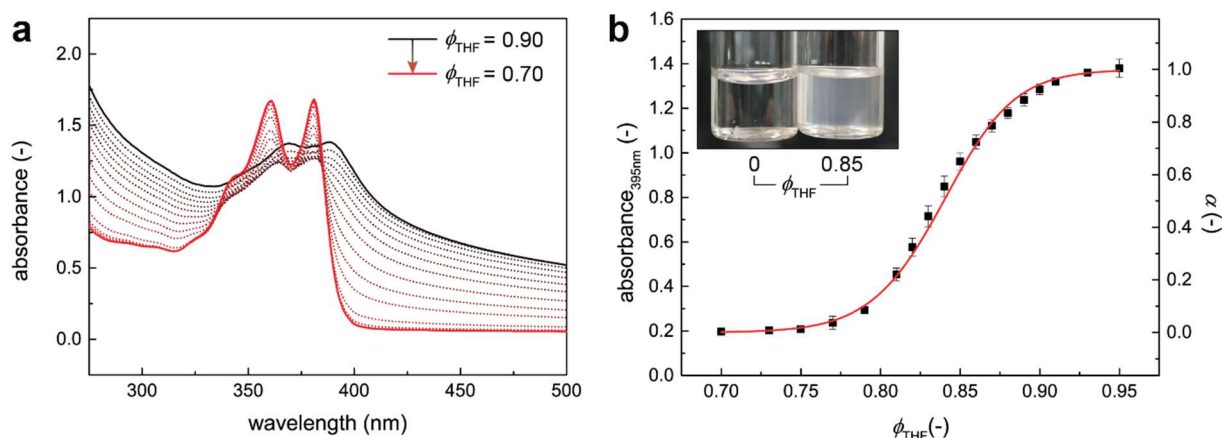 a
ϕTHF = 0.90
ϕTHF = 0.70
absorbance (-)
2.0
1.5
1.0
0.5
0.0
300
350
400
450
500
wavelength (nm)
b
absorbance395nm (-)
1.6
1.4
1.2
1.0
0.8
0.6
0.4
0.2
0.0
0 0.85
ϕTHF
1.0
0.8
0.6
0.4
0.2
0.0
α (-)
0.70 0.75 0.80 0.85 0.90 0.95
ϕTHF(-)